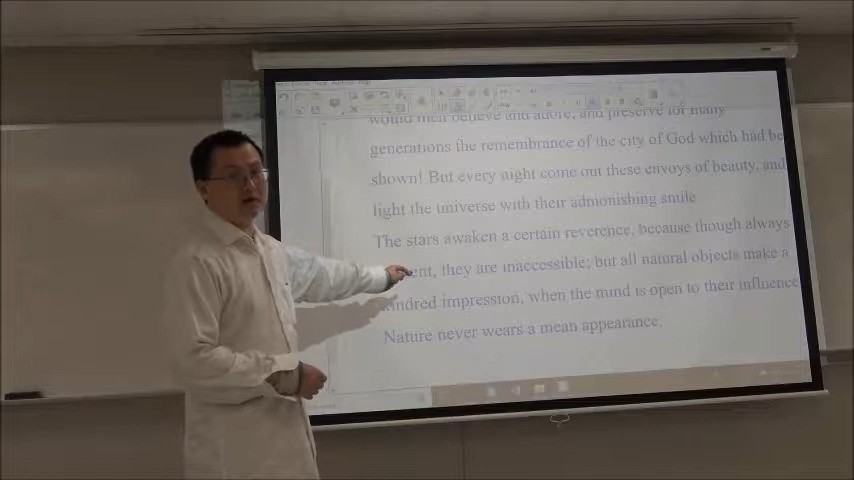 would men believe and adore, and preserve for many
generations the remembrance of the city of God which had be
shown! But every night come out these envoys of beauty, and
light the universe with their admonishing smile
The stars awaken a certain reverence, because though always
ent, they are inaccessible; but all natural objects make a
kindred impression, when the mind is open to their influence
Nature never wears a mean appearance.